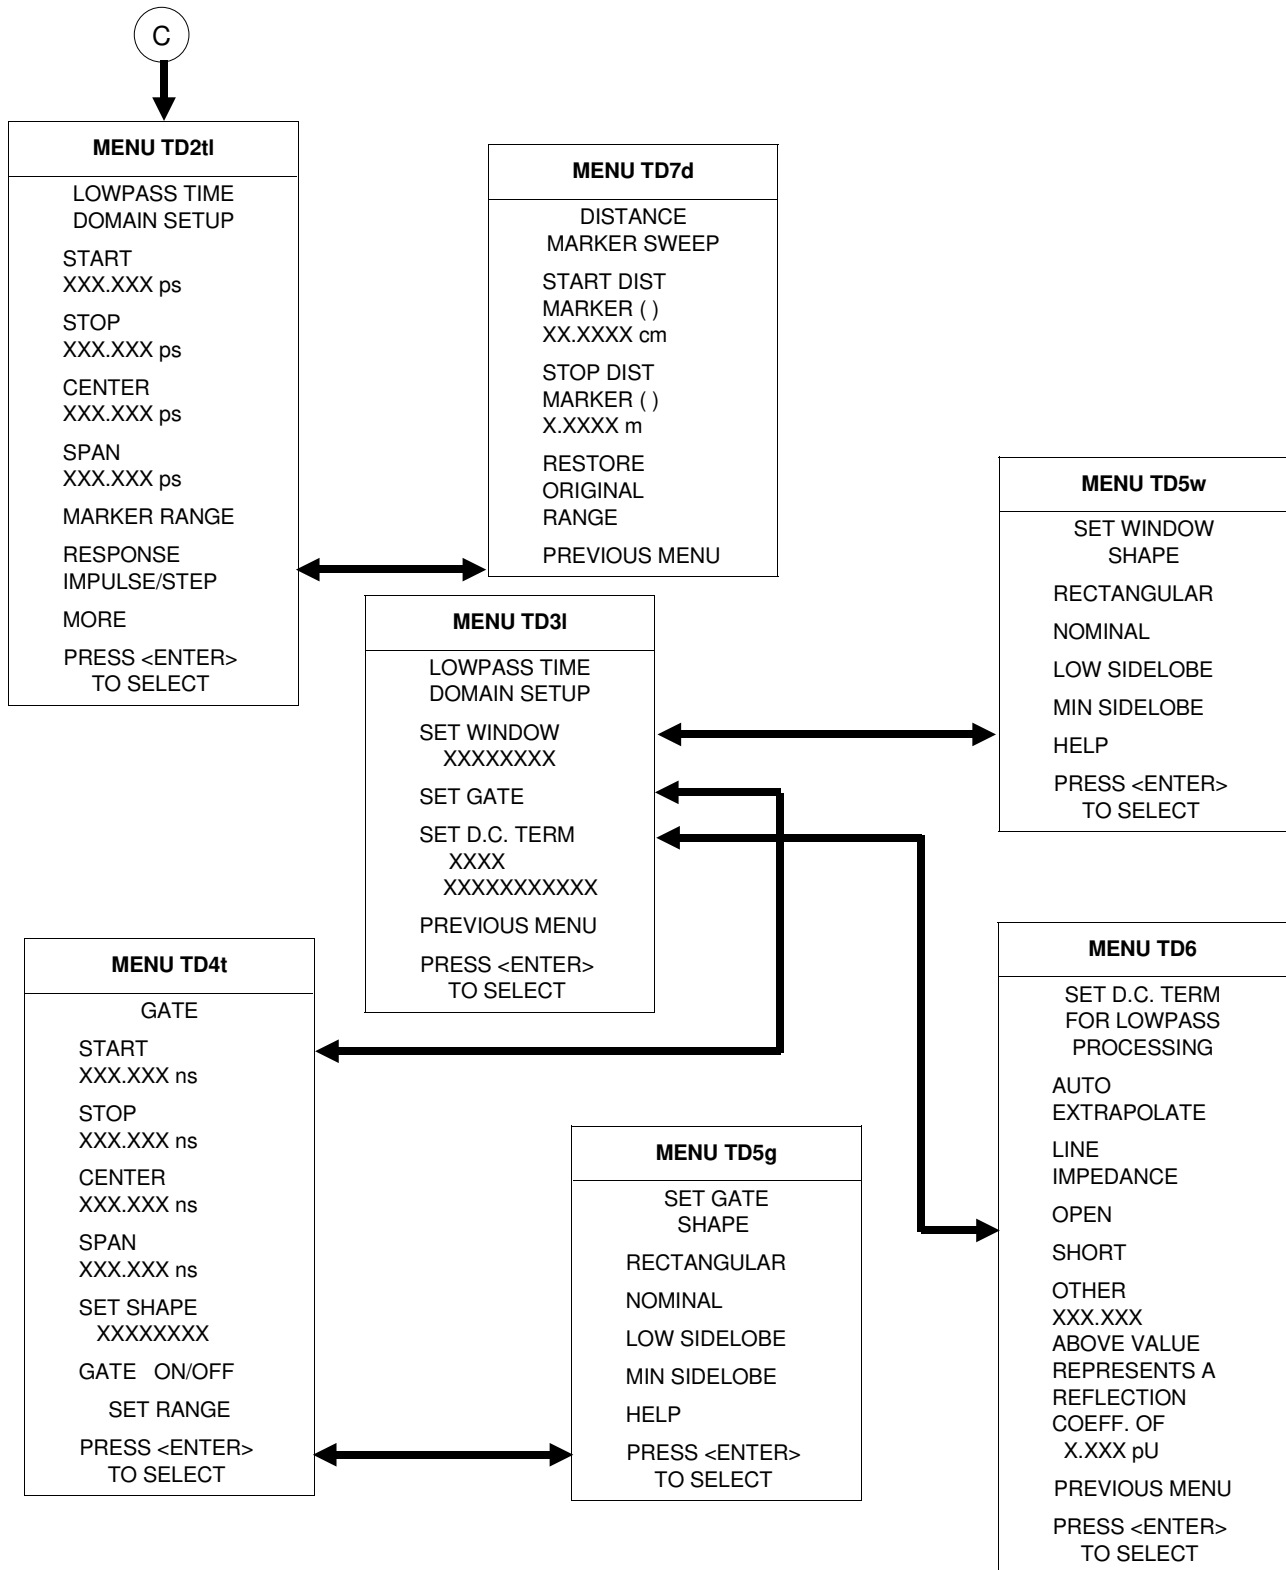 C
MENU TD2tl
LOWPASS TIME
DOMAIN SETUP
START
XXX.XXX ps
STOP
XXX.XXX ps
CENTER
XXX.XXX ps
SPAN
XXX.XXX ps
MARKER RANGE
RESPONSE
IMPULSE/STEP
MORE
PRESS <ENTER>
TO SELECT
MENU TD7d
DISTANCE
MARKER SWEEP
START DIST
MARKER ( )
XX.XXXX cm
STOP DIST
MARKER ( )
X.XXXX m
RESTORE
ORIGINAL
RANGE
PREVIOUS MENU
MENU TD3l
LOWPASS TIME
DOMAIN SETUP
SET WINDOW
XXXXXXXX
SET GATE
SET D.C. TERM
XXXX
XXXXXXXXXXX
PREVIOUS MENU
PRESS <ENTER>
TO SELECT
MENU TD5w
SET WINDOW
SHAPE
RECTANGULAR
NOMINAL
LOW SIDELOBE
MIN SIDELOBE
HELP
PRESS <ENTER>
TO SELECT
MENU TD4t
GATE
START
XXX.XXX ns
STOP
XXX.XXX ns
CENTER
XXX.XXX ns
SPAN
XXX.XXX ns
SET SHAPE
XXXXXXXX
GATE ON/OFF
SET RANGE
PRESS <ENTER>
TO SELECT
MENU TD5g
SET GATE
SHAPE
RECTANGULAR
NOMINAL
LOW SIDELOBE
MIN SIDELOBE
HELP
PRESS <ENTER>
TO SELECT
MENU TD6
SET D.C. TERM
FOR LOWPASS
PROCESSING
AUTO
EXTRAPOLATE
LINE
IMPEDANCE
OPEN
SHORT
OTHER
XXX.XXX
ABOVE VALUE
REPRESENTS A
REFLECTION
COEFF. OF
X.XXX pU
PREVIOUS MENU
PRESS <ENTER>
TO SELECT